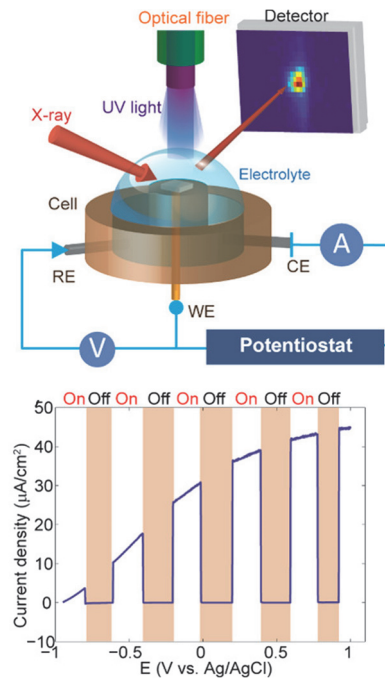 Optical fiber
Detector
UV light
X-ray
Electrolyte
Cell
RE
CE
A
WE
V
Potentiostat
On Off On Off On Off On Off On Off
50
40
30
20
10
0
−10
Current density (μA/cm²)
−1 −0.5 0 0.5 1
E (V vs. Ag/AgCl)